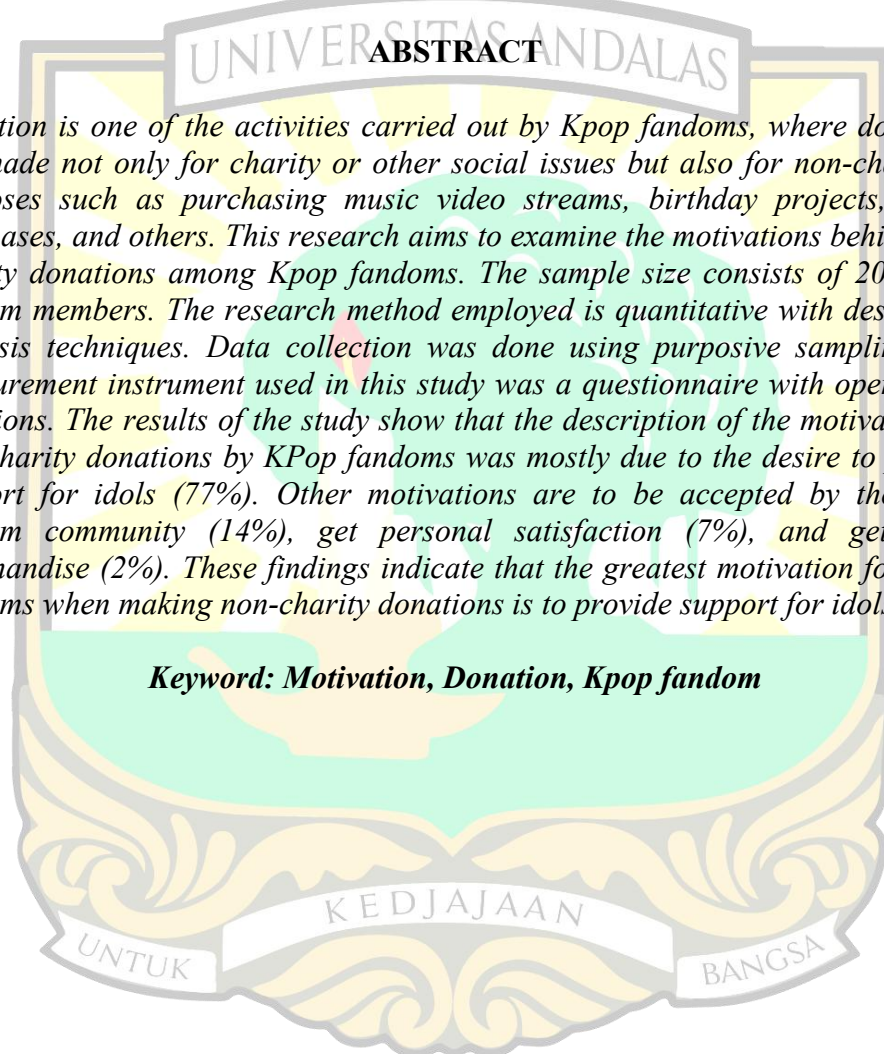 UNIVERSITAS ANDALAS
ABSTRACT
tion is one of the activities carried out by Kpop fandoms, where do
nade not only for charity or other social issues but also for non-cha
oses such as purchasing music video streams, birthday projects,
ases, and others. This research aims to examine the motivations behi
ty donations among Kpop fandoms. The sample size consists of 20
m members. The research method employed is quantitative with des
sis techniques. Data collection was done using purposive samplin
urement instrument used in this study was a questionnaire with oper
ions. The results of the study show that the description of the motiva
harity donations by KPop fandoms was mostly due to the desire to
ort for idols (77%). Other motivations are to be accepted by the
m community (14%), get personal satisfaction (7%), and get
handise (2%). These findings indicate that the greatest motivation fo
ms when making non-charity donations is to provide support for idols
Keyword: Motivation, Donation, Kpop fandom
KEDJAJAAN
UNTUK BANGSA